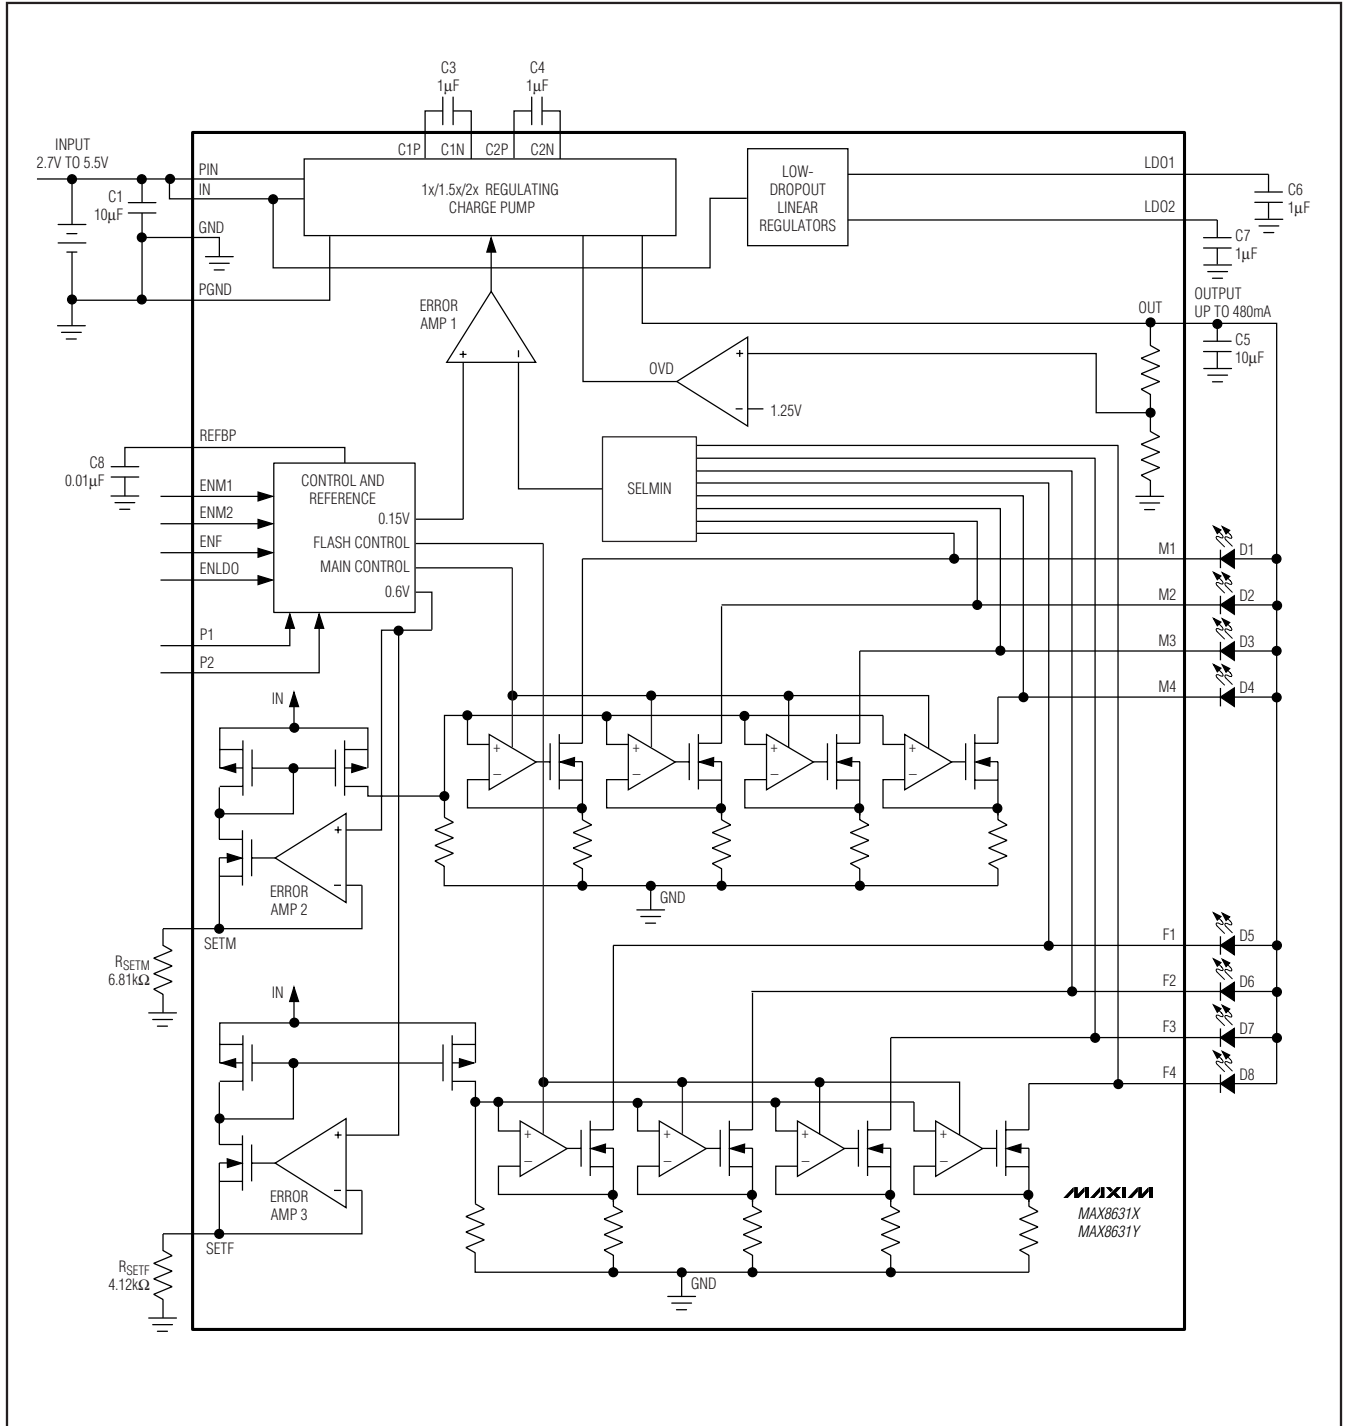 C3
1µF
C4
1µF
INPUT
2.7V TO 5.5V
C1P
C1N
C2P
C2N
PIN
IN
C1
10µF
GND
PGND
1x/1.5x/2x REGULATING
CHARGE PUMP
LOW-
DROPOUT
LINEAR
REGULATORS
LDO1
LDO2
C6
1µF
C7
1µF
ERROR
AMP 1
+
−
OUT
OUTPUT
UP TO 480mA
C5
10µF
OVD
+
−
1.25V
REFBP
C8
0.01µF
CONTROL AND
REFERENCE
0.15V
FLASH CONTROL
MAIN CONTROL
0.6V
SELMIN
ENM1
ENM2
ENF
ENLDO
P1
P2
M1
D1
M2
D2
M3
D3
M4
D4
IN
+
−
+
−
+
−
+
−
+
−
ERROR
AMP 2
GND
SETM
RSETM
6.81kΩ
F1
D5
F2
D6
F3
D7
F4
D8
IN
+
−
+
−
+
−
+
−
+
−
ERROR
AMP 3
SETF
RSETF
4.12kΩ
GND
MAXIM
MAX8631X
MAX8631Y